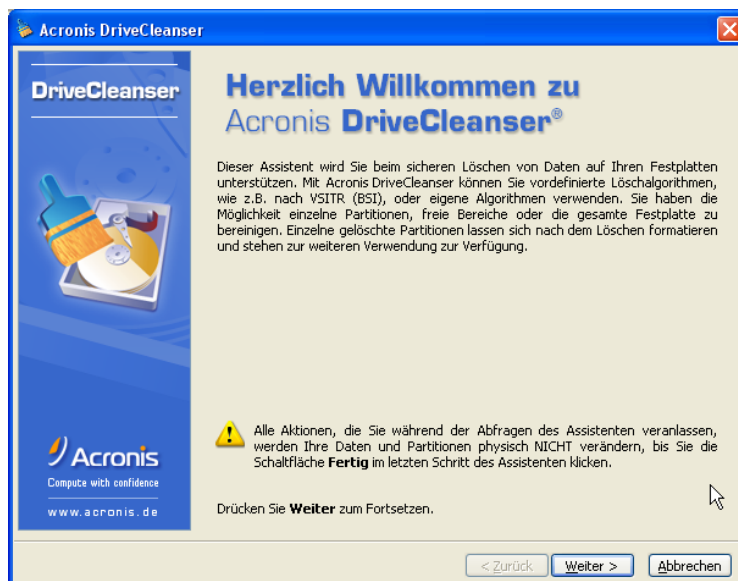 Acronis DriveCleanser
DriveCleanser
Herzlich Willkommen zu
Acronis DriveCleanser®
Dieser Assistent wird Sie beim sicheren Löschen von Daten auf Ihren Festplatten
unterstützen. Mit Acronis DriveCleanser können Sie vordefinierte Löschalgorithmen,
wie z.B. nach VSITR (BSI), oder eigene Algorithmen verwenden. Sie haben die
Möglichkeit einzelne Partitionen, freie Bereiche oder die gesamte Festplatte zu
bereinigen. Einzelne gelöschte Partitionen lassen sich nach dem Löschen formatieren
und stehen zur weiteren Verwendung zur Verfügung.
Alle Aktionen, die Sie während der Abfragen des Assistenten veranlassen,
werden Ihre Daten und Partitionen physisch NICHT verändern, bis Sie die
Schaltfläche Fertig im letzten Schritt des Assistenten klicken.
Acronis
Compute with confidence
www.acronis.de
Drücken Sie Weiter zum Fortsetzen.
< Zurück
Weiter >
Abbrechen